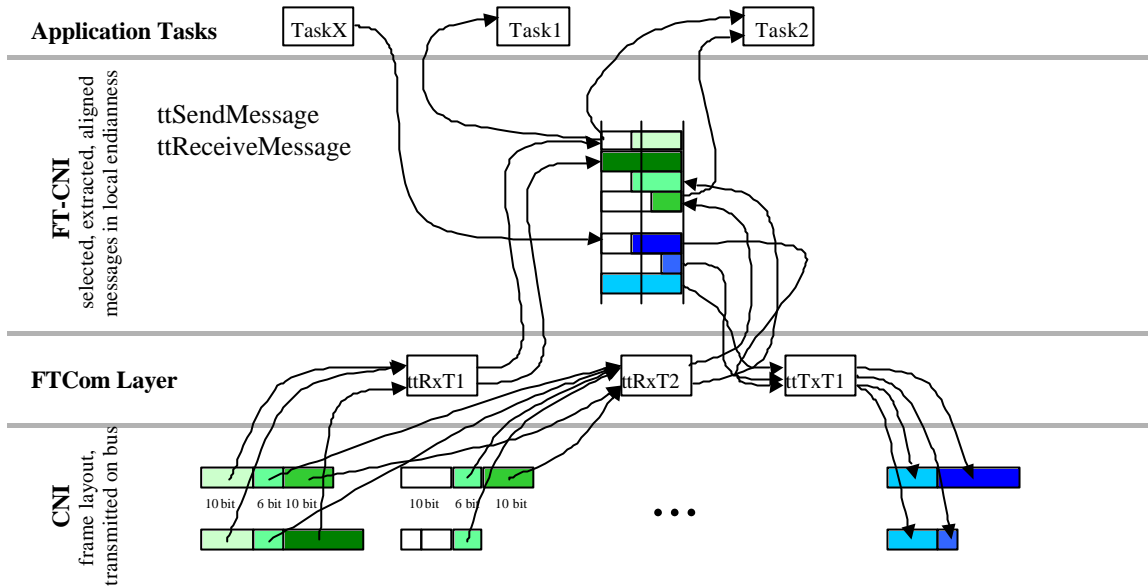 Application Tasks
TaskX
Task1
Task2
FT-CNI
selected, extracted, aligned
messages in local endianness
ttSendMessage
ttReceiveMessage
FTCom Layer
ttRxT1
ttRxT2
ttTxT1
CNI
frame layout,
transmitted on bus
10 bit 6 bit 10 bit
10 bit 6 bit 10 bit
•••